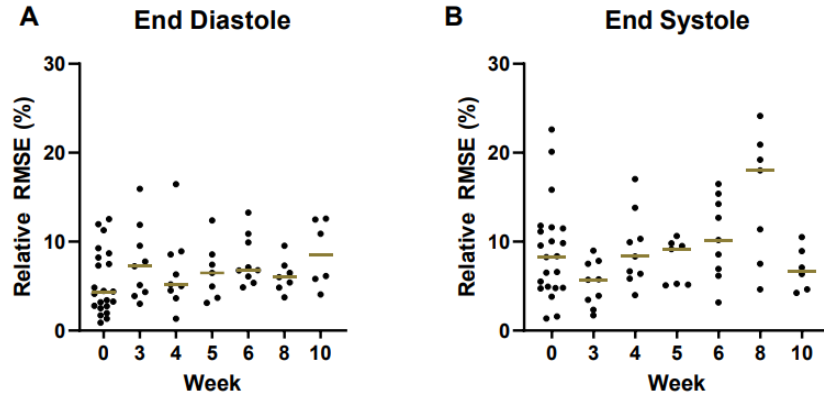 A
End Diastole
Relative RMSE (%)
30
20
10
0
0 3 4 5 6 8 10
Week
B
End Systole
Relative RMSE (%)
30
20
10
0
0 3 4 5 6 8 10
Week